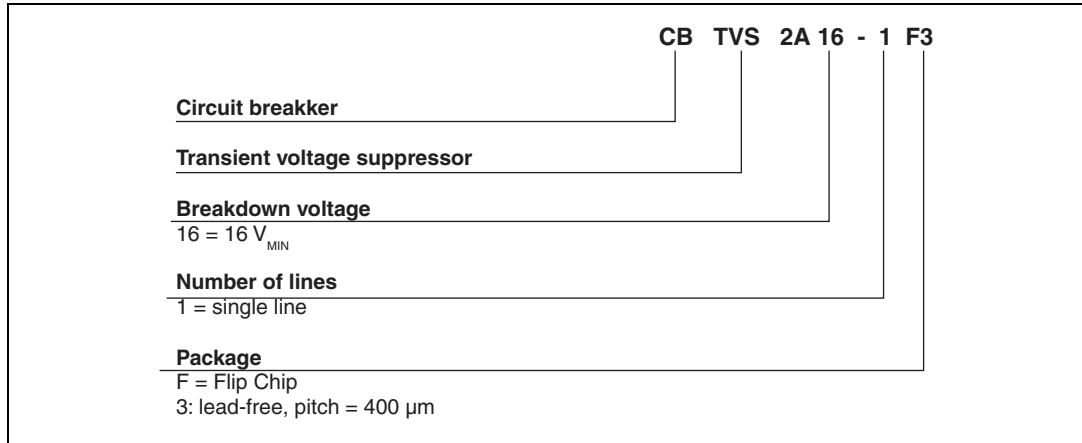 CB TVS 2A 16 - 1 F3
Circuit breakker
Transient voltage suppressor
Breakdown voltage
16 = 16 VMIN
Number of lines
1 = single line
Package
F = Flip Chip
3: lead-free, pitch = 400 µm